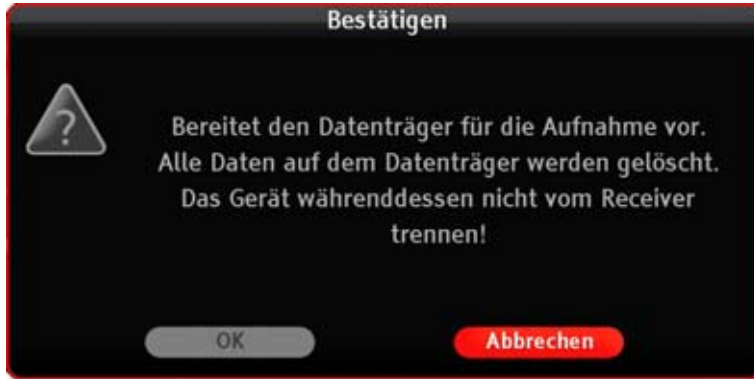 Bestätigen
?
Bereitet den Datenträger für die Aufnahme vor.
Alle Daten auf dem Datenträger werden gelöscht.
Das Gerät währenddessen nicht vom Receiver
trennen!
OK
Abbrechen